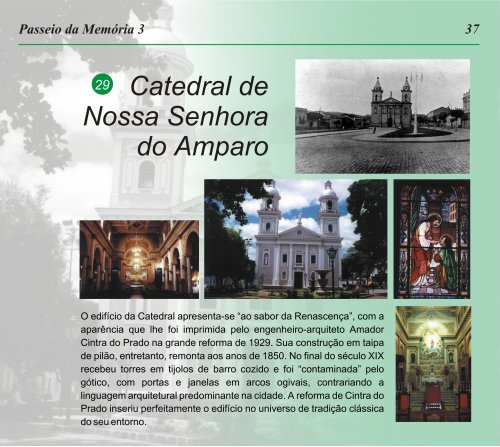 Passeio da Memória 3 37
29 Catedral de
Nossa Senhora
do Amparo
O edifício da Catedral apresenta-se “ao sabor da Renascença”, com a
aparência que lhe foi imprimida pelo engenheiro-arquiteto Amador
Cintra do Prado na grande reforma de 1929. Sua construção em taipa
de pilão, entretanto, remonta aos anos de 1850. No final do século XIX
recebeu torres em tijolos de barro cozido e foi “contaminada” pelo
gótico, com portas e janelas em arcos ogivais, contrariando a
linguagem arquitetural predominante na cidade. A reforma de Cintra do
Prado inseriu perfeitamente o edifício no universo de tradição clássica
do seu entorno.